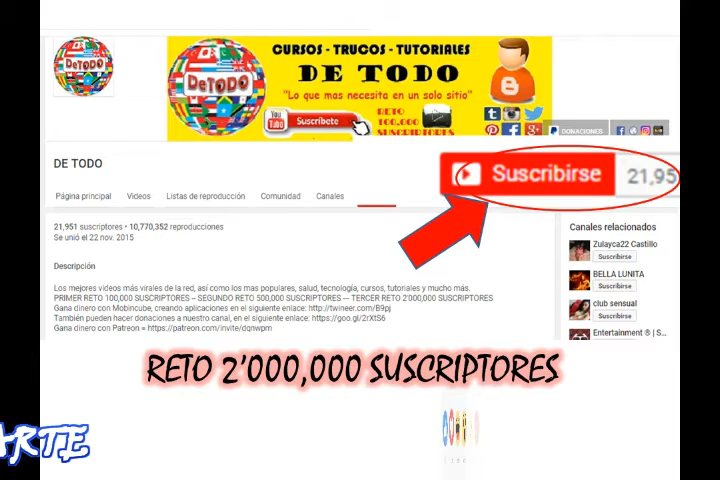 DeTODO
CURSOS - TRUCOS - TUTORIALES
DE TODO
"Lo que mas necesita en un solo sitio"
You Tube
Suscríbete
RETO
100,000
SUSCRIPTORES
DONACIONES
DeTODO
DE TODO
Suscribirse
21,95
Página principal Videos Listas de reproducción Comunidad Canales
21,951 suscriptores • 10,770,352 reproducciones
Se unió el 22 nov. 2015
Descripción
Los mejores videos más virales de la red, así como los mas populares, salud, tecnología, cursos, tutoriales y mucho más.
PRIMER RETO 100,000 SUSCRIPTORES -- SEGUNDO RETO 500,000 SUSCRIPTORES --- TERCER RETO 2'000,000 SUSCRIPTORES
Gana dinero con Mobincube, creando aplicaciones en el siguiente enlace: http://twineer.com/B9pj
También pueden hacer donaciones a nuestro canal, en el siguiente enlace: https://goo.gl/2rXtS6
Gana dinero con Patreon = https://patreon.com/invite/dqnwpm
Canales relacionados
Zulayca22 Castillo
Suscribirse
BELLA LUNITA
Suscribirse
club sensual
Suscribirse
Entertainment ® | S...
RETO 2'000,000 SUSCRIPTORES
ARTE